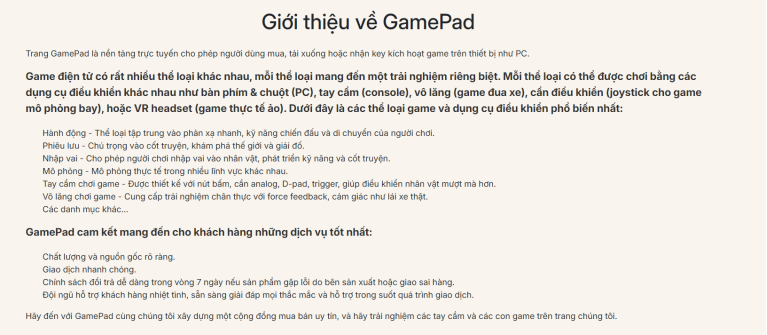 Giới thiệu về GamePad
Trang GamePad là nền tảng trực tuyến cho phép người dùng mua, tải xuống hoặc nhận key kích hoạt game trên thiết bị như PC.
Game điện tử có rất nhiều thể loại khác nhau, mỗi thể loại mang đến một trải nghiệm riêng biệt. Mỗi thể loại có thể được chơi bằng các
dụng cụ điều khiển khác nhau như bàn phím & chuột (PC), tay cầm (console), vô lăng (game đua xe), cần điều khiển (joystick cho game
mô phỏng bay), hoặc VR headset (game thực tế ảo). Dưới đây là các thể loại game và dụng cụ điều khiển phổ biến nhất:
Hành động - Thể loại tập trung vào phản xạ nhanh, kỹ năng chiến đấu và di chuyển của người chơi.
Phiêu lưu - Chú trọng vào cốt truyện, khám phá thế giới và giải đố.
Nhập vai - Cho phép người chơi nhập vai vào nhân vật, phát triển kỹ năng và cốt truyện.
Mô phỏng - Mô phỏng thực tế trong nhiều lĩnh vực khác nhau.
Tay cầm chơi game - Được thiết kế với nút bấm, cần analog, D-pad, trigger, giúp điều khiển nhân vật mượt mà hơn.
Vô lăng chơi game - Cung cấp trải nghiệm chân thực với force feedback, cảm giác như lái xe thật.
Các danh mục khác...
GamePad cam kết mang đến cho khách hàng những dịch vụ tốt nhất:
Chất lượng và nguồn gốc rõ ràng.
Giao dịch nhanh chóng.
Chính sách đổi trả dễ dàng trong vòng 7 ngày nếu sản phẩm gặp lỗi do bên sản xuất hoặc giao sai hàng.
Đội ngũ hỗ trợ khách hàng nhiệt tình, sẵn sàng giải đáp mọi thắc mắc và hỗ trợ trong suốt quá trình giao dịch.
Hãy đến với GamePad cùng chúng tôi xây dựng một cộng đồng mua bán uy tín, và hãy trải nghiệm các tay cầm và các con game trên trang chúng tôi.